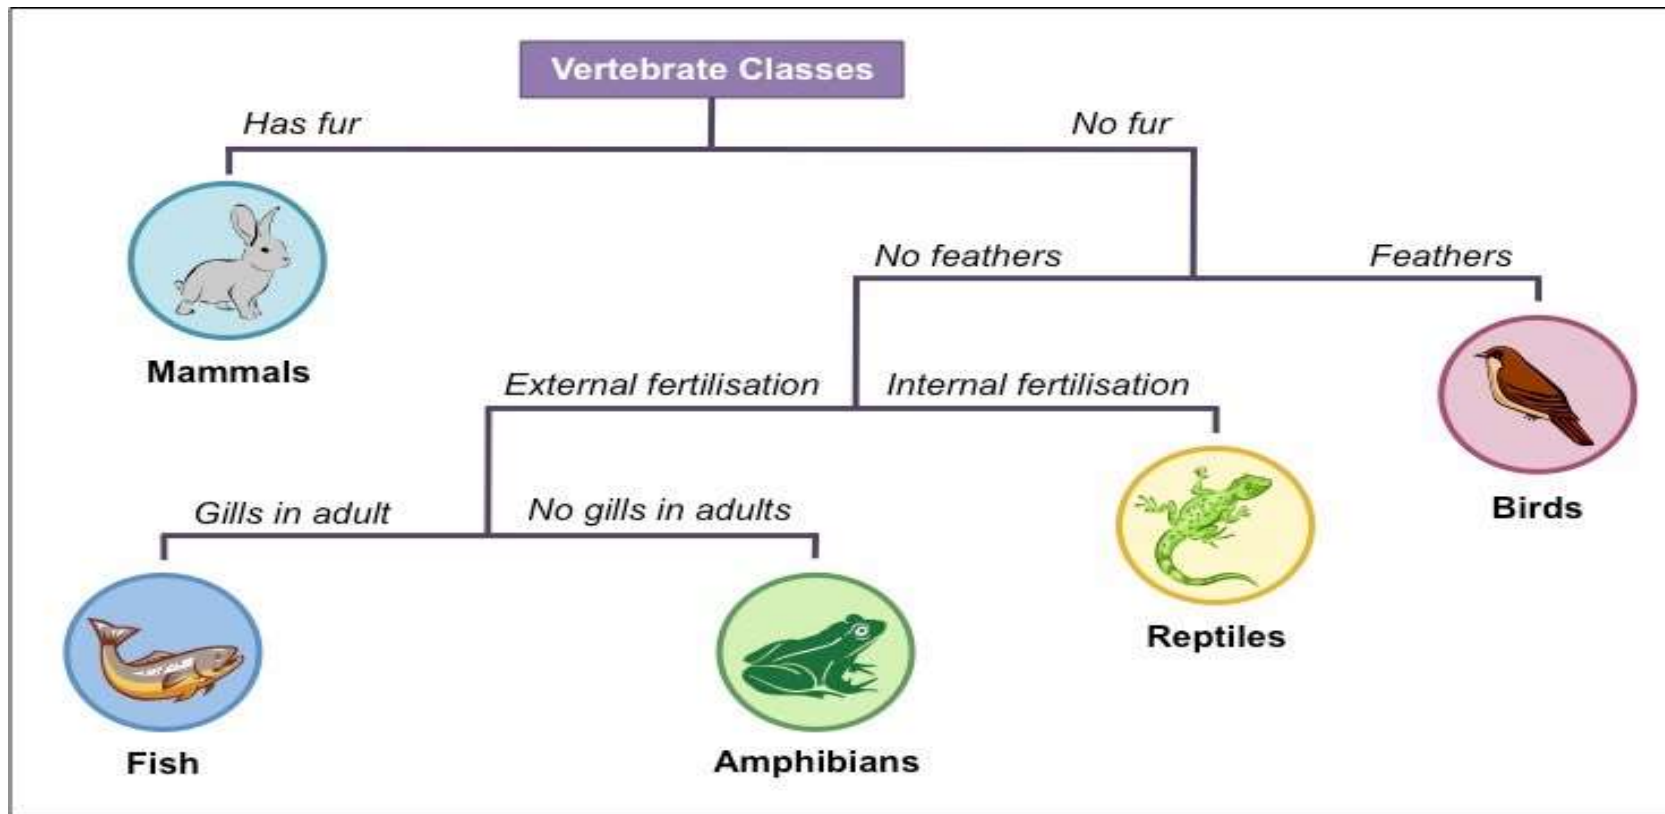 Vertebrate Classes
Has fur
No fur
No feathers
Feathers
Mammals
External fertilisation
Internal fertilisation
Birds
Gills in adult
No gills in adults
Reptiles
Fish
Amphibians